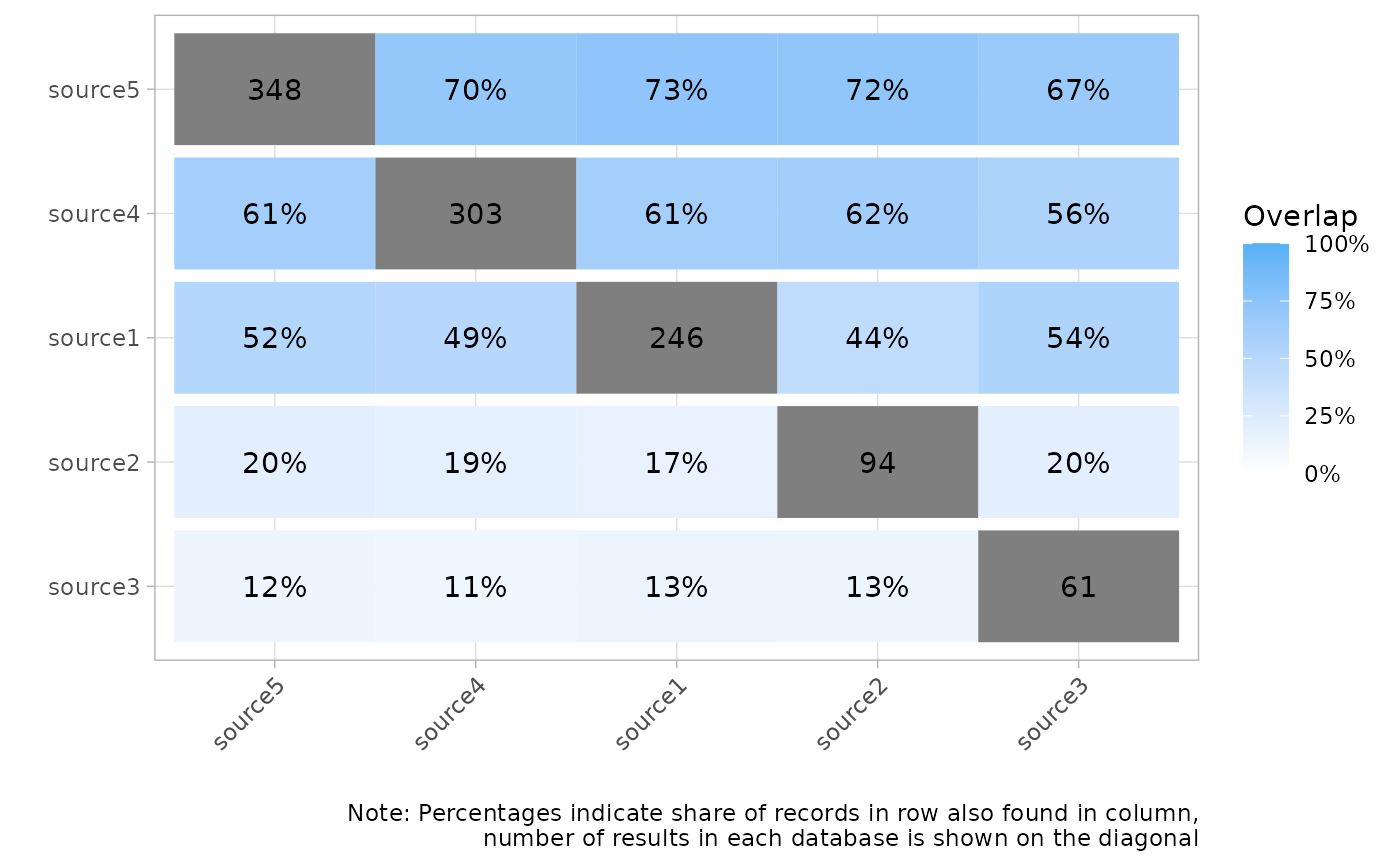 source5 348 70% 73% 72% 67%
source4 61% 303 61% 62% 56%
source1 52% 49% 246 44% 54%
source2 20% 19% 17% 94 20%
source3 12% 11% 13% 13% 61
source5 source4 source1 source2 source3
Overlap
100%
75%
50%
25%
0%
Note: Percentages indicate share of records in row also found in column,
number of results in each database is shown on the diagonal